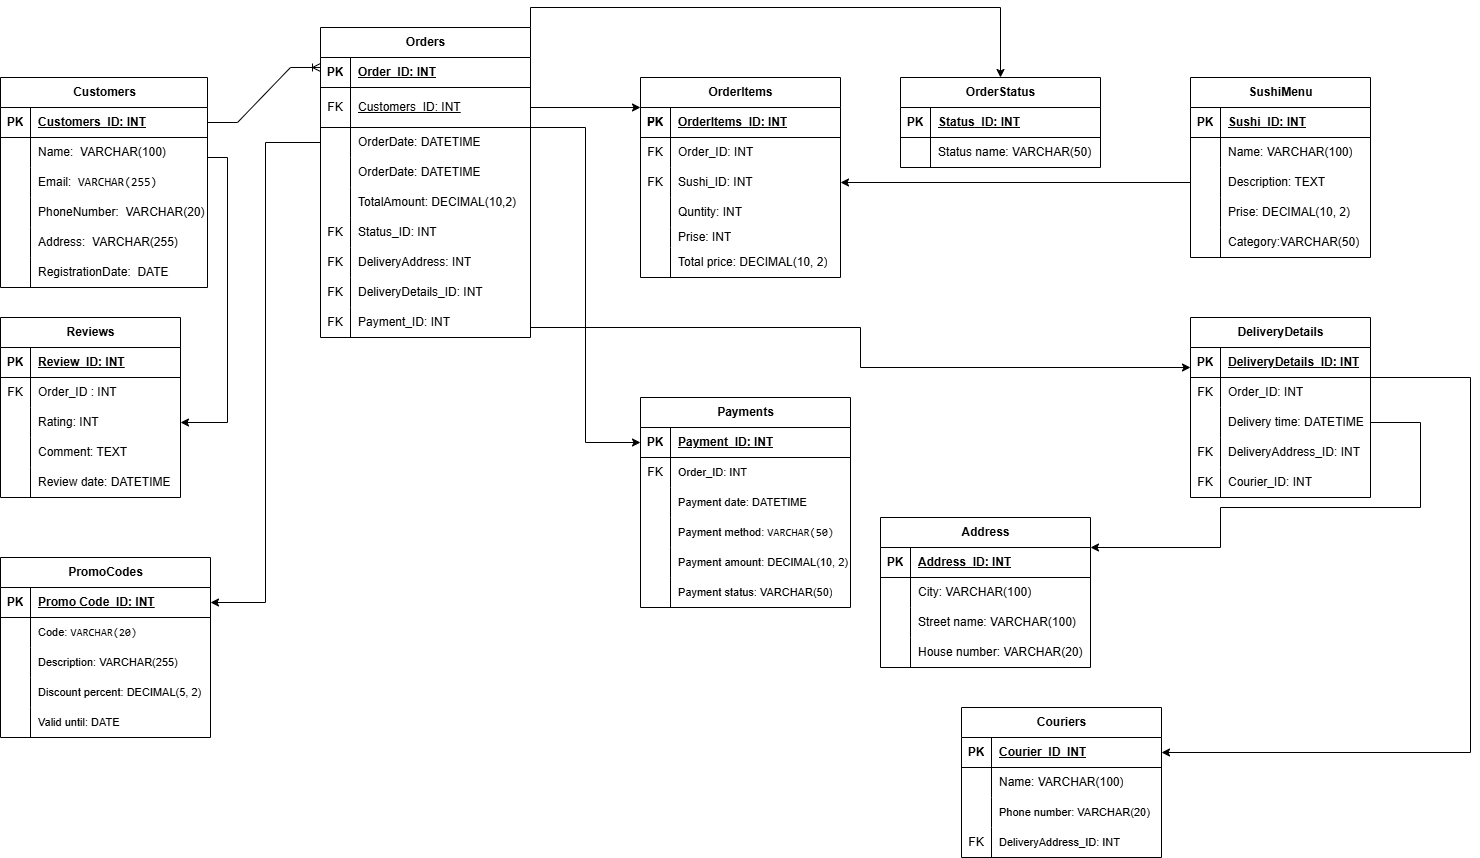 Orders
PK Order_ID: INT
FK Customers_ID: INT
OrderDate: DATETIME
OrderDate: DATETIME
TotalAmount: DECIMAL(10,2)
FK Status_ID: INT
FK DeliveryAddress: INT
FK DeliveryDetails_ID: INT
FK Payment_ID: INT
Customers
PK Customers_ID: INT
Name: VARCHAR(100)
Email: VARCHAR(255)
PhoneNumber: VARCHAR(20)
Address: VARCHAR(255)
RegistrationDate: DATE
OrderItems
PK OrderItems_ID: INT
FK Order_ID: INT
FK Sushi_ID: INT
Quntity: INT
Prise: INT
Total price: DECIMAL(10, 2)
OrderStatus
PK Status_ID: INT
Status name: VARCHAR(50)
SushiMenu
PK Sushi_ID: INT
Name: VARCHAR(100)
Description: TEXT
Prise: DECIMAL(10, 2)
Category:VARCHAR(50)
Reviews
PK Review_ID: INT
FK Order_ID : INT
Rating: INT
Comment: TEXT
Review date: DATETIME
DeliveryDetails
PK DeliveryDetails_ID: INT
FK Order_ID: INT
Delivery time: DATETIME
FK DeliveryAddress_ID: INT
FK Courier_ID: INT
Payments
PK Payment_ID: INT
FK Order_ID: INT
Payment date: DATETIME
Payment method: VARCHAR(50)
Payment amount: DECIMAL(10, 2)
Payment status: VARCHAR(50)
Address
PK Address_ID: INT
City: VARCHAR(100)
Street name: VARCHAR(100)
House number: VARCHAR(20)
PromoCodes
PK Promo Code_ID: INT
Code: VARCHAR(20)
Description: VARCHAR(255)
Discount percent: DECIMAL(5, 2)
Valid until: DATE
Couriers
PK Courier_ID_INT
Name: VARCHAR(100)
Phone number: VARCHAR(20)
FK DeliveryAddress_ID: INT